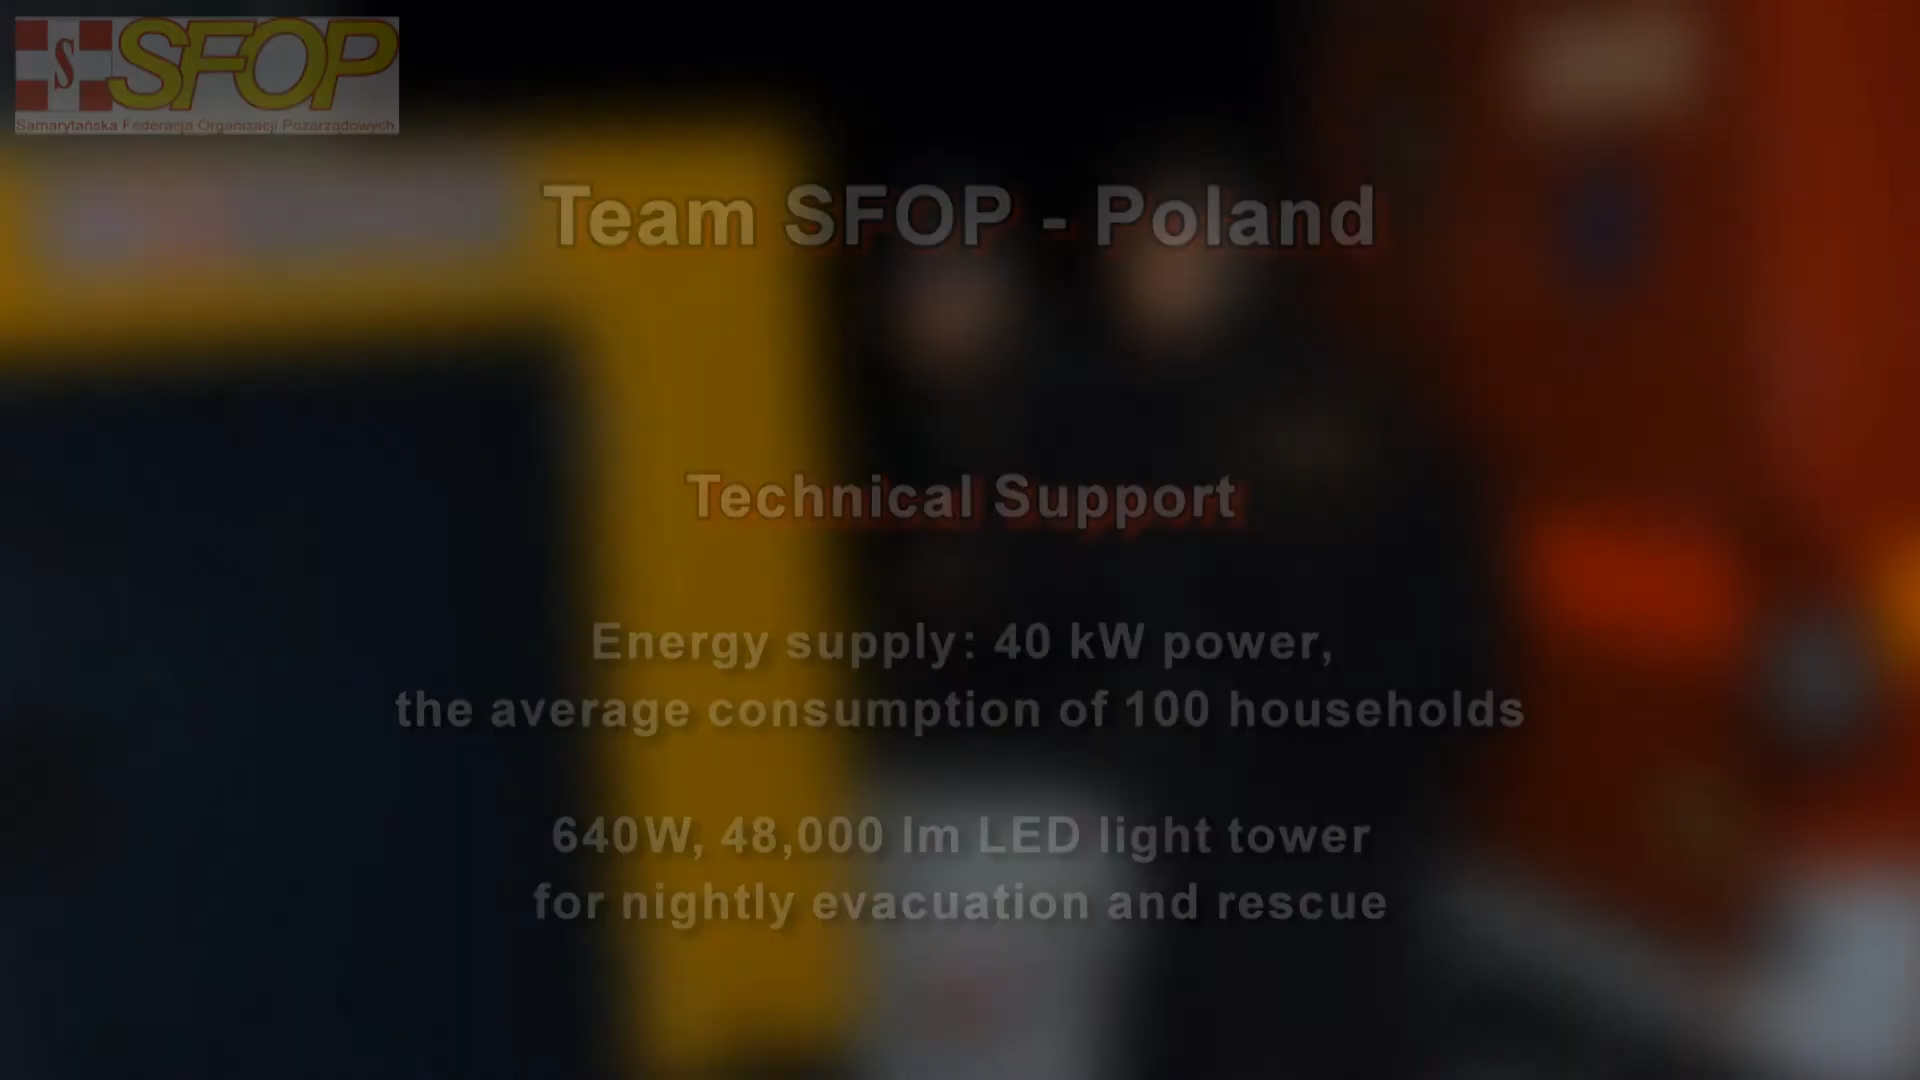 S SFOP
Samarytańska Federacja Organizacji Pozarządowych
Team SFOP - Poland
Technical Support
Energy supply: 40 kW power,
the average consumption of 100 households
640W, 48,000 lm LED light tower
for nightly evacuation and rescue